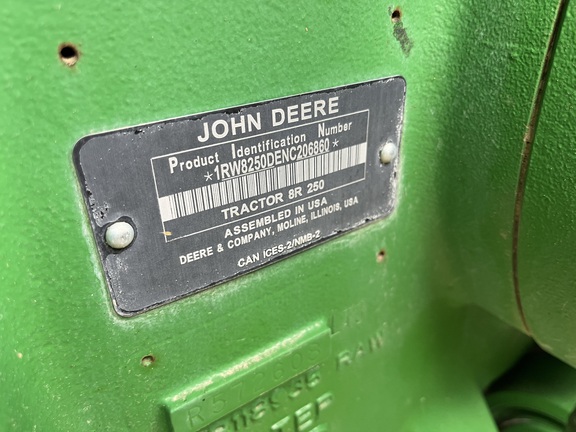 JOHN DEERE
Product Identification Number
*1RW8250DENC206860*
TRACTOR 8R 250
ASSEMBLED IN USA
DEERE & COMPANY, MOLINE, ILLINOIS, USA
CAN ICES-2/NMB-2
RAW